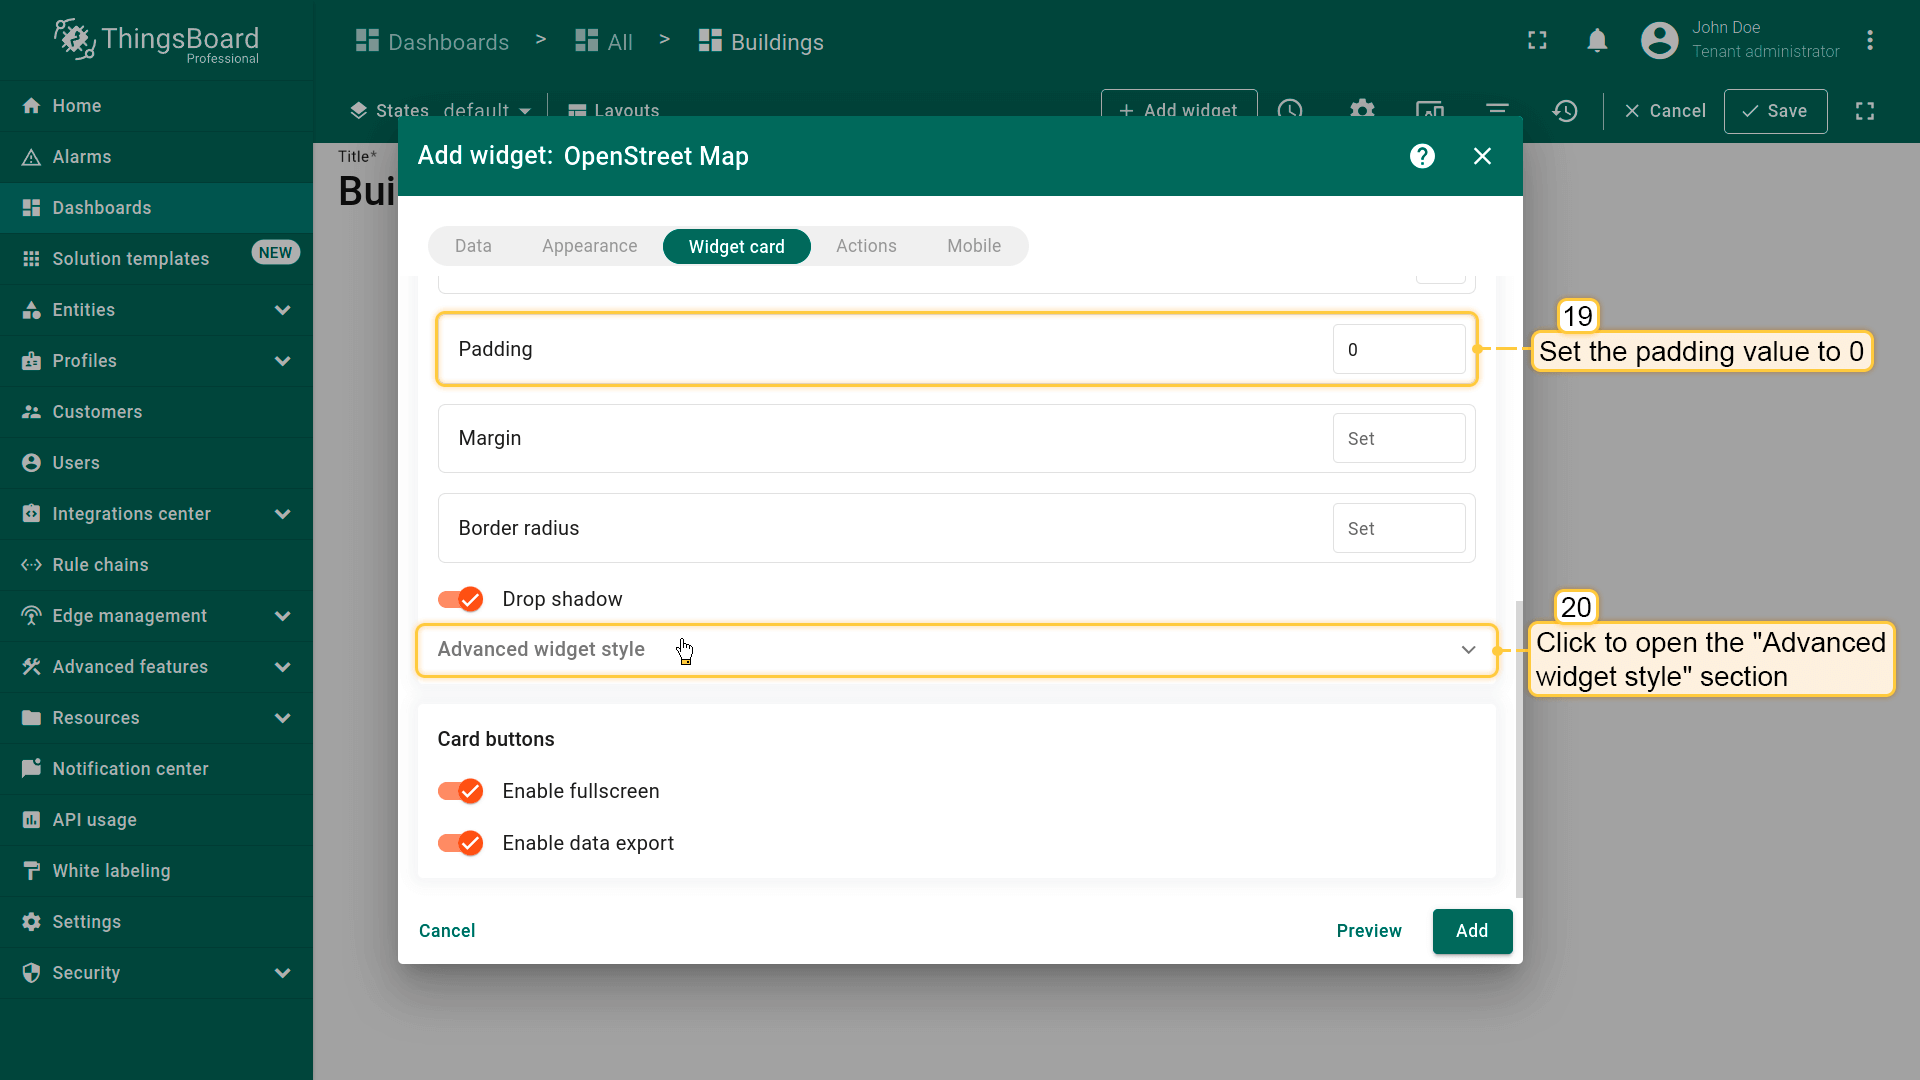 ThingsBoard
Professional
Dashboards > All > Buildings
John Doe
Tenant administrator
Home
Alarms
Dashboards
Solution templates NEW
Entities
Profiles
Customers
Users
Integrations center
Rule chains
Edge management
Advanced features
Resources
Notification center
API usage
White labeling
Settings
Security
States default Layouts + Add widget Cancel Save
Title*
Bui
Add widget: OpenStreet Map
Data Appearance Widget card Actions Mobile
Padding 0
Margin Set
Border radius Set
Drop shadow
Advanced widget style
Card buttons
Enable fullscreen
Enable data export
Cancel Preview Add
19
Set the padding value to 0
20
Click to open the "Advanced
widget style" section